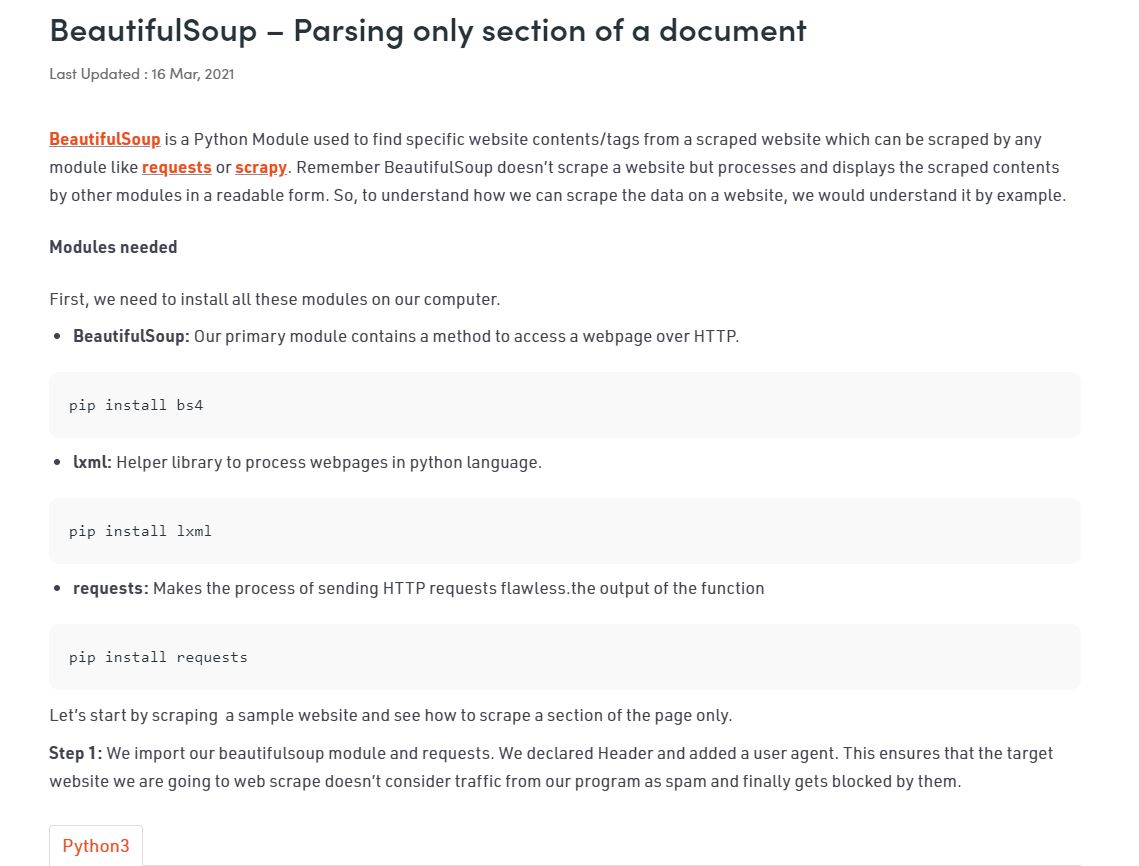 BeautifulSoup – Parsing only section of a document
Last Updated : 16 Mar, 2021
BeautifulSoup is a Python Module used to find specific website contents/tags from a scraped website which can be scraped by any
module like requests or scrapy. Remember BeautifulSoup doesn't scrape a website but processes and displays the scraped contents
by other modules in a readable form. So, to understand how we can scrape the data on a website, we would understand it by example.
Modules needed
First, we need to install all these modules on our computer.
• BeautifulSoup: Our primary module contains a method to access a webpage over HTTP.
pip install bs4
• lxml: Helper library to process webpages in python language.
pip install lxml
• requests: Makes the process of sending HTTP requests flawless.the output of the function
pip install requests
Let's start by scraping  a sample website and see how to scrape a section of the page only.
Step 1: We import our beautifulsoup module and requests. We declared Header and added a user agent. This ensures that the target
website we are going to web scrape doesn't consider traffic from our program as spam and finally gets blocked by them.
Python3